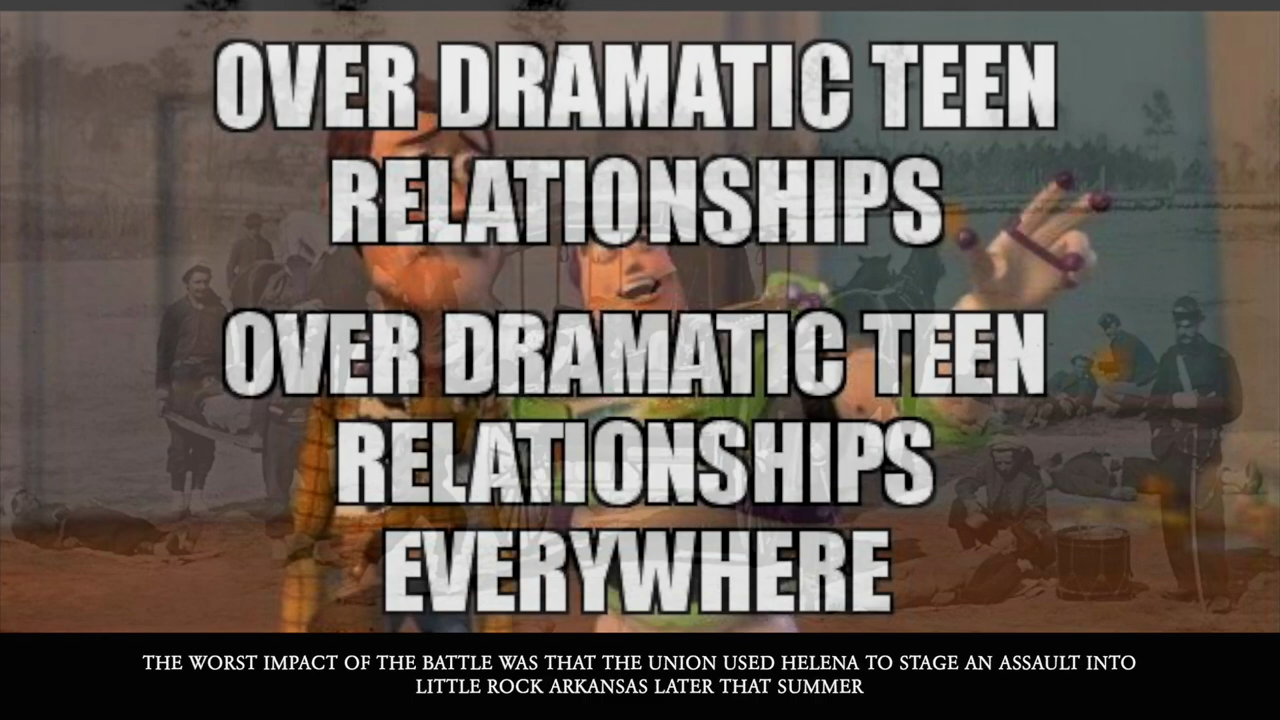 OVER DRAMATIC TEEN
RELATIONSHIPS
OVER DRAMATIC TEEN
RELATIONSHIPS
EVERYWHERE
THE WORST IMPACT OF THE BATTLE WAS THAT THE UNION USED HELENA TO STAGE AN ASSAULT INTO
LITTLE ROCK ARKANSAS LATER THAT SUMMER